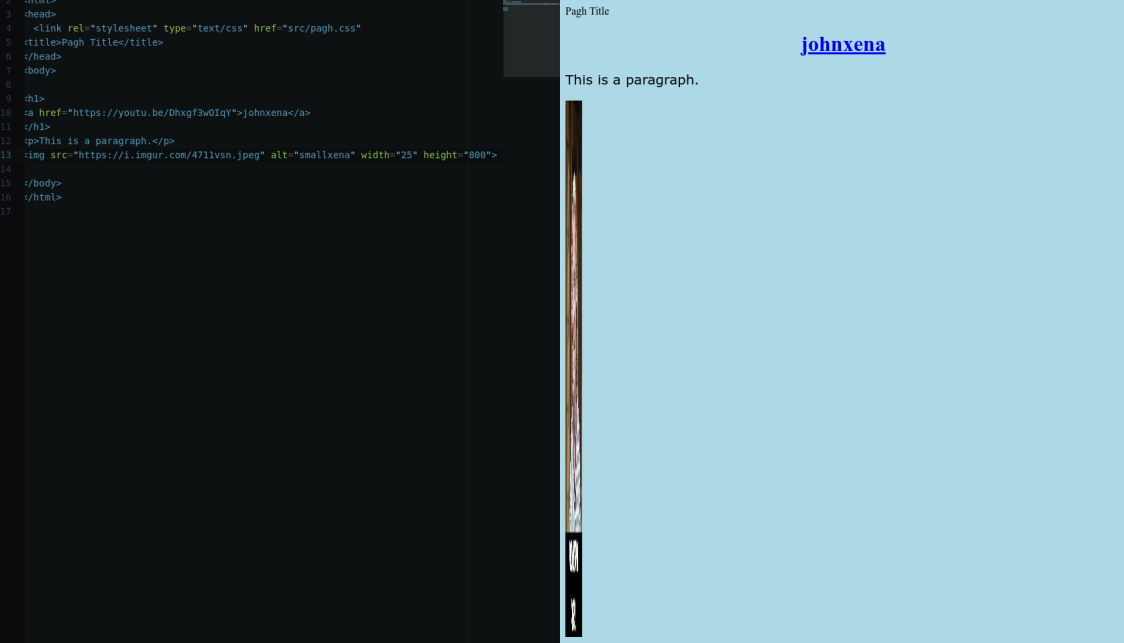 2 <html>
3 <head>
4 <link rel="stylesheet" type="text/css" href="src/pagh.css"
5 <title>Pagh Title</title>
6 </head>
7 <body>
8
9 <h1>
10 <a href="https://youtu.be/Dhxgf3wOIqY">johnxena</a>
11 </h1>
12 <p>This is a paragraph.</p>
13 <img src="https://i.imgur.com/4711vsn.jpeg" alt="smallxena" width="25" height="800">
14
15 </body>
16 </html>
17
Pagh Title
johnxena
This is a paragraph.